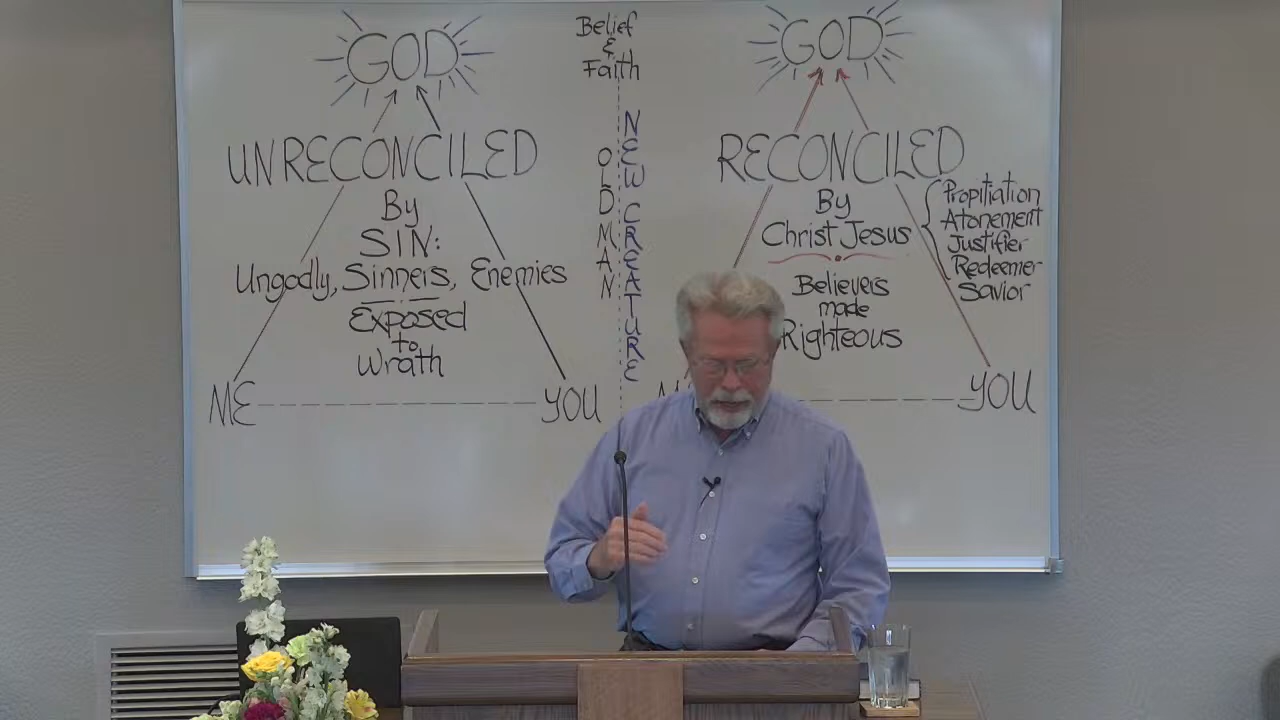 GOD
UNRECONCILED
By
SIN:
Ungodly, Sinners, Enemies
Exposed
to
Wrath
ME
YOU
Belief
&
Faith
OLD MAN
NEW CREATURE
GOD
RECONCILED
By
Christ Jesus
Propitiation
Atonement
Justifier
Redeemer
Savior
Believers
made
Righteous
YOU